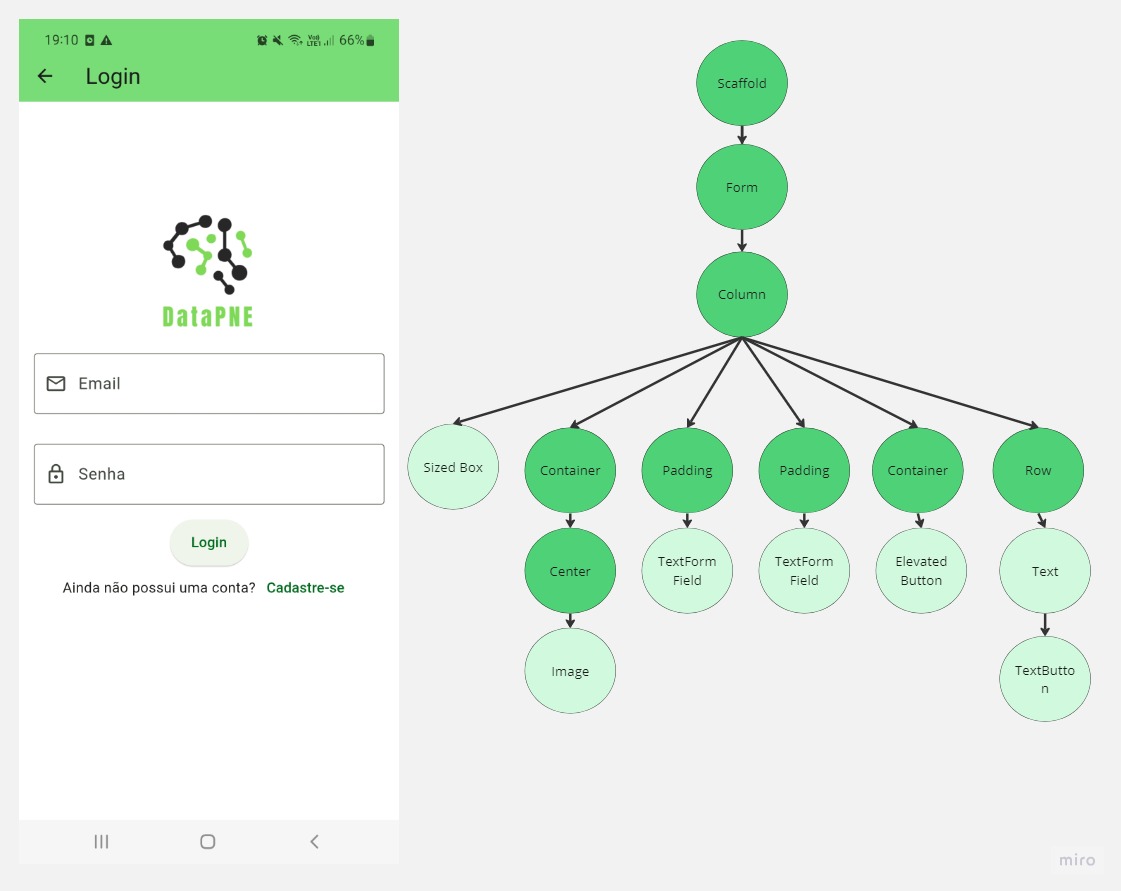 19:10
Vo)) LTE1 66%
Login
DataPNE
Email
Senha
Login
Ainda não possui uma conta? Cadastre-se
Scaffold
Form
Column
Sized Box
Container
Padding
Padding
Container
Row
Center
TextForm
Field
TextForm
Field
Elevated
Button
Text
Image
TextButto
n
miro